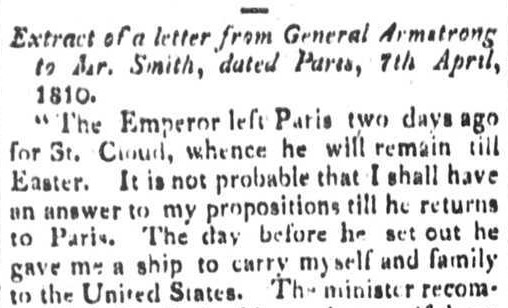 Extract of a letter from General Armstrong
to Mr. Smith, dated Paris, 7th April,
1810.
"The Emperor left Paris two days ago
for St. Cloud, whence he will remain till
Easter. It is not probable that I shall have
an answer to my propositions till he returns
to Paris. The day before he set out he
gave me a ship to carry myself and family
to the United States. The minister recom-